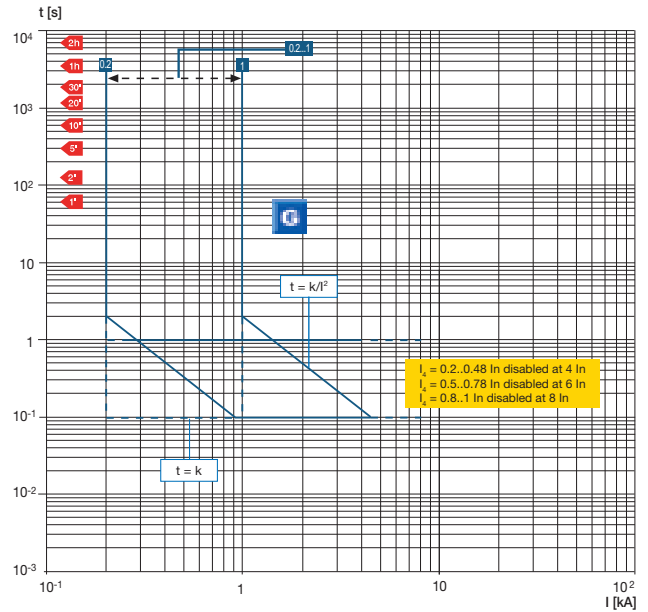 t [s]
10⁴
2h
0.2
0.2...1
1h
1
30'
20'
10³
10'
5'
10²
2'
1'
G
10
t = k/I²
1
I₄ = 0.2..0.48 In disabled at 4 In
I₄ = 0.5..0.78 In disabled at 6 In
I₄ = 0.8..1 In disabled at 8 In
10⁻¹
t = k
10⁻²
10⁻³
10⁻¹
1
10
10²
I [kA]